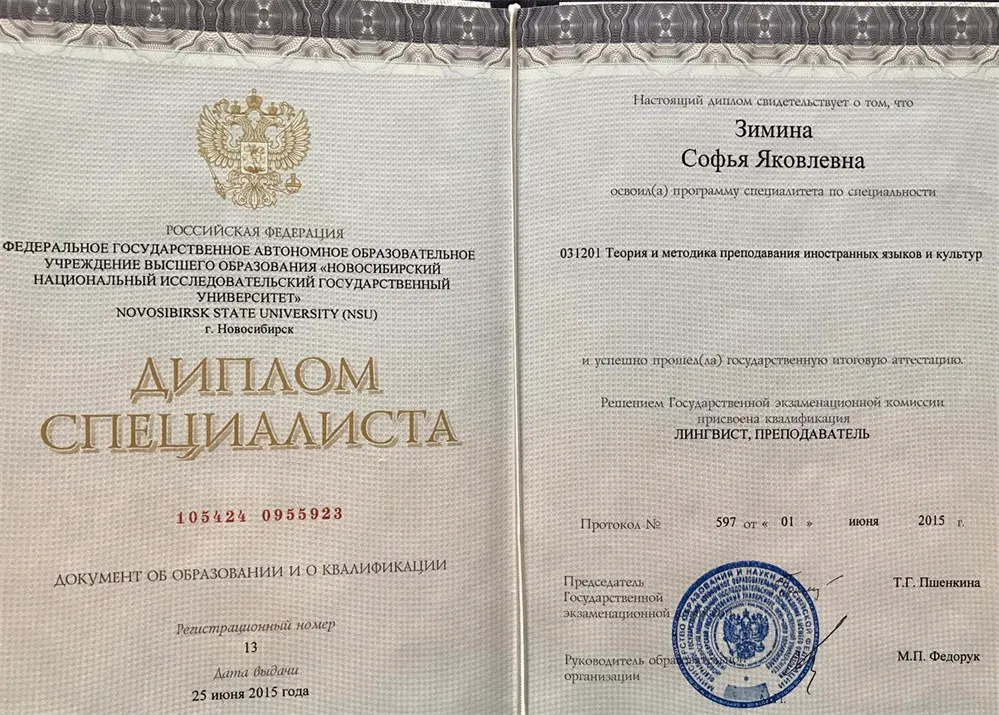 РОССИЙСКАЯ ФЕДЕРАЦИЯ
ФЕДЕРАЛЬНОЕ ГОСУДАРСТВЕННОЕ АВТОНОМНОЕ ОБРАЗОВАТЕЛЬНОЕ
УЧРЕЖДЕНИЕ ВЫСШЕГО ОБРАЗОВАНИЯ «НОВОСИБИРСКИЙ
НАЦИОНАЛЬНЫЙ ИССЛЕДОВАТЕЛЬСКИЙ ГОСУДАРСТВЕННЫЙ
УНИВЕРСИТЕТ»
NOVOSIBIRSK STATE UNIVERSITY (NSU)
г. Новосибирск
ДИПЛОМ
СПЕЦИАЛИСТА
105424 0955923
ДОКУМЕНТ ОБ ОБРАЗОВАНИИ И О КВАЛИФИКАЦИИ
Регистрационный номер
13
Дата выдачи
25 июня 2015 года
Настоящий диплом свидетельствует о том, что
Зимина
Софья Яковлевна
освоил(а) программу специалитета по специальности
031201 Теория и методика преподавания иностранных языков и культур
и успешно прошел(ла) государственную итоговую аттестацию.
Решением Государственной экзаменационной комиссии
присвоена квалификация
ЛИНГВИСТ, ПРЕПОДАВАТЕЛЬ
Протокол № 597 от « 01 » июня 2015 г.
Председатель
Государственной
экзаменационной
Т.Г. Пшенкина
Руководитель
организации
М.П. Федорук